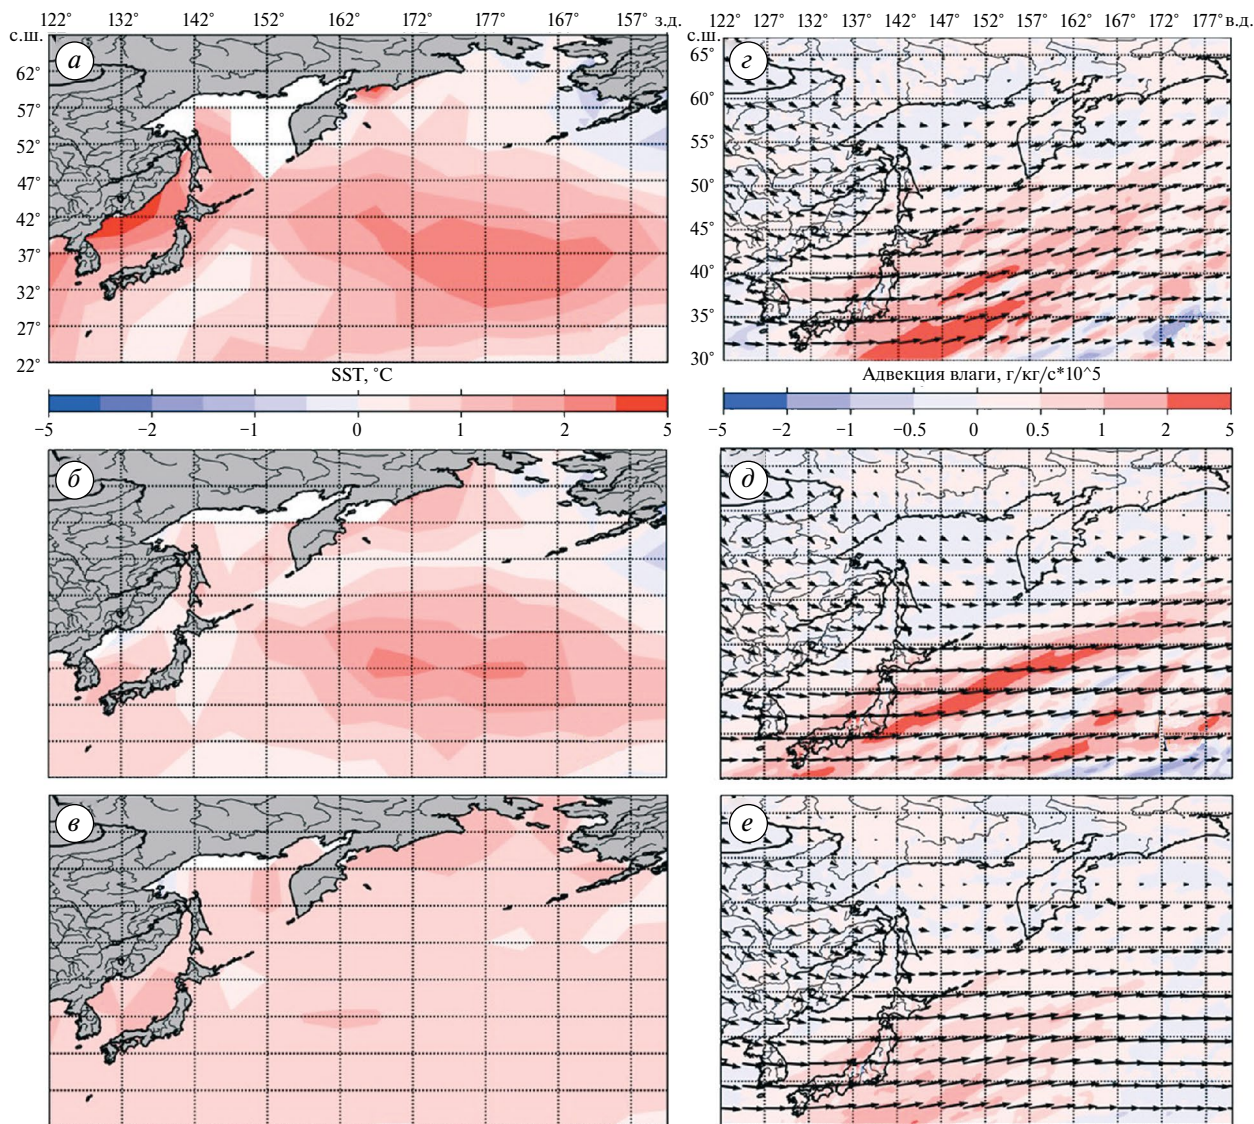 122° 132° 142° 152° 162° 172° 177° 167° 157° з.д.
с.ш.
а
62°
57°
52°
47°
42°
37°
32°
27°
22°
SST, °C
−5 −2 −1 0 1 2 5
б
в
122° 127° 132° 137° 142° 147° 152° 157° 162° 167° 172° 177° в.д.
с.ш.
г
65°
60°
55°
50°
45°
40°
35°
30°
Адвекция влаги, г/кг/с*10^5
−5 −2 −1 −0.5 0 0.5 1 2 5
д
е